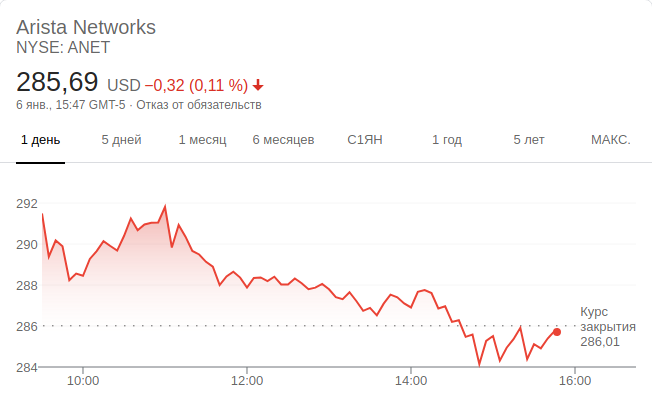 Arista Networks
NYSE: ANET
285,69 USD −0,32 (0,11 %)
6 янв., 15:47 GMT-5 · Отказ от обязательств
1 день 5 дней 1 месяц 6 месяцев С1ЯН 1 год 5 лет МАКС.
292
290
288
286
284
Курс
закрытия
286,01
10:00 12:00 14:00 16:00